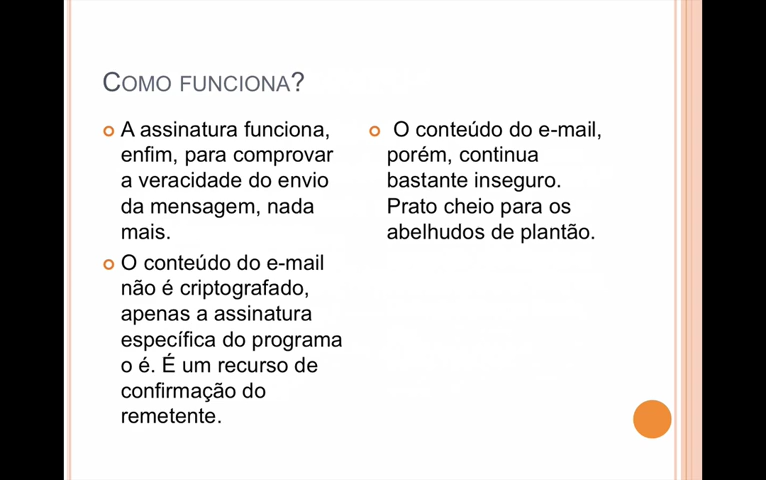 COMO FUNCIONA?
A assinatura funciona,
enfim, para comprovar
a veracidade do envio
da mensagem, nada
mais.
O conteúdo do e-mail
não é criptografado,
apenas a assinatura
específica do programa
o é. É um recurso de
confirmação do
remetente.
O conteúdo do e-mail,
porém, continua
bastante inseguro.
Prato cheio para os
abelhudos de plantão.